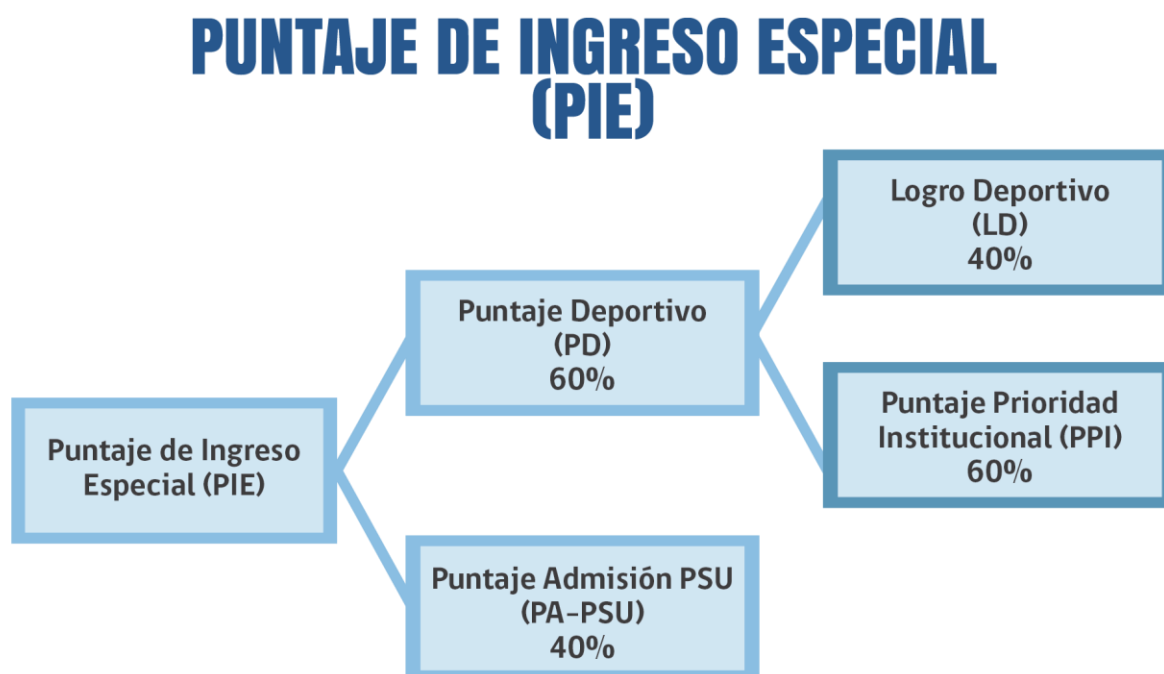 PUNTAJE DE INGRESO ESPECIAL
(PIE)
Logro Deportivo
(LD)
40%
Puntaje Deportivo
(PD)
60%
Puntaje Prioridad
Institucional (PPI)
60%
Puntaje de Ingreso
Especial (PIE)
Puntaje Admisión PSU
(PA-PSU)
40%